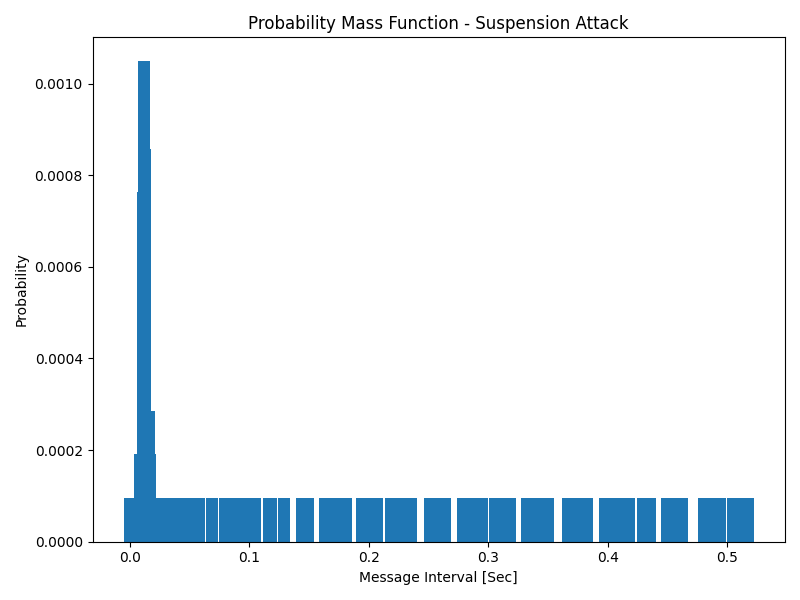 Probability Mass Function - Suspension Attack
Probability
0.0010
0.0008
0.0006
0.0004
0.0002
0.0000
0.0 0.1 0.2 0.3 0.4 0.5
Message Interval [Sec]